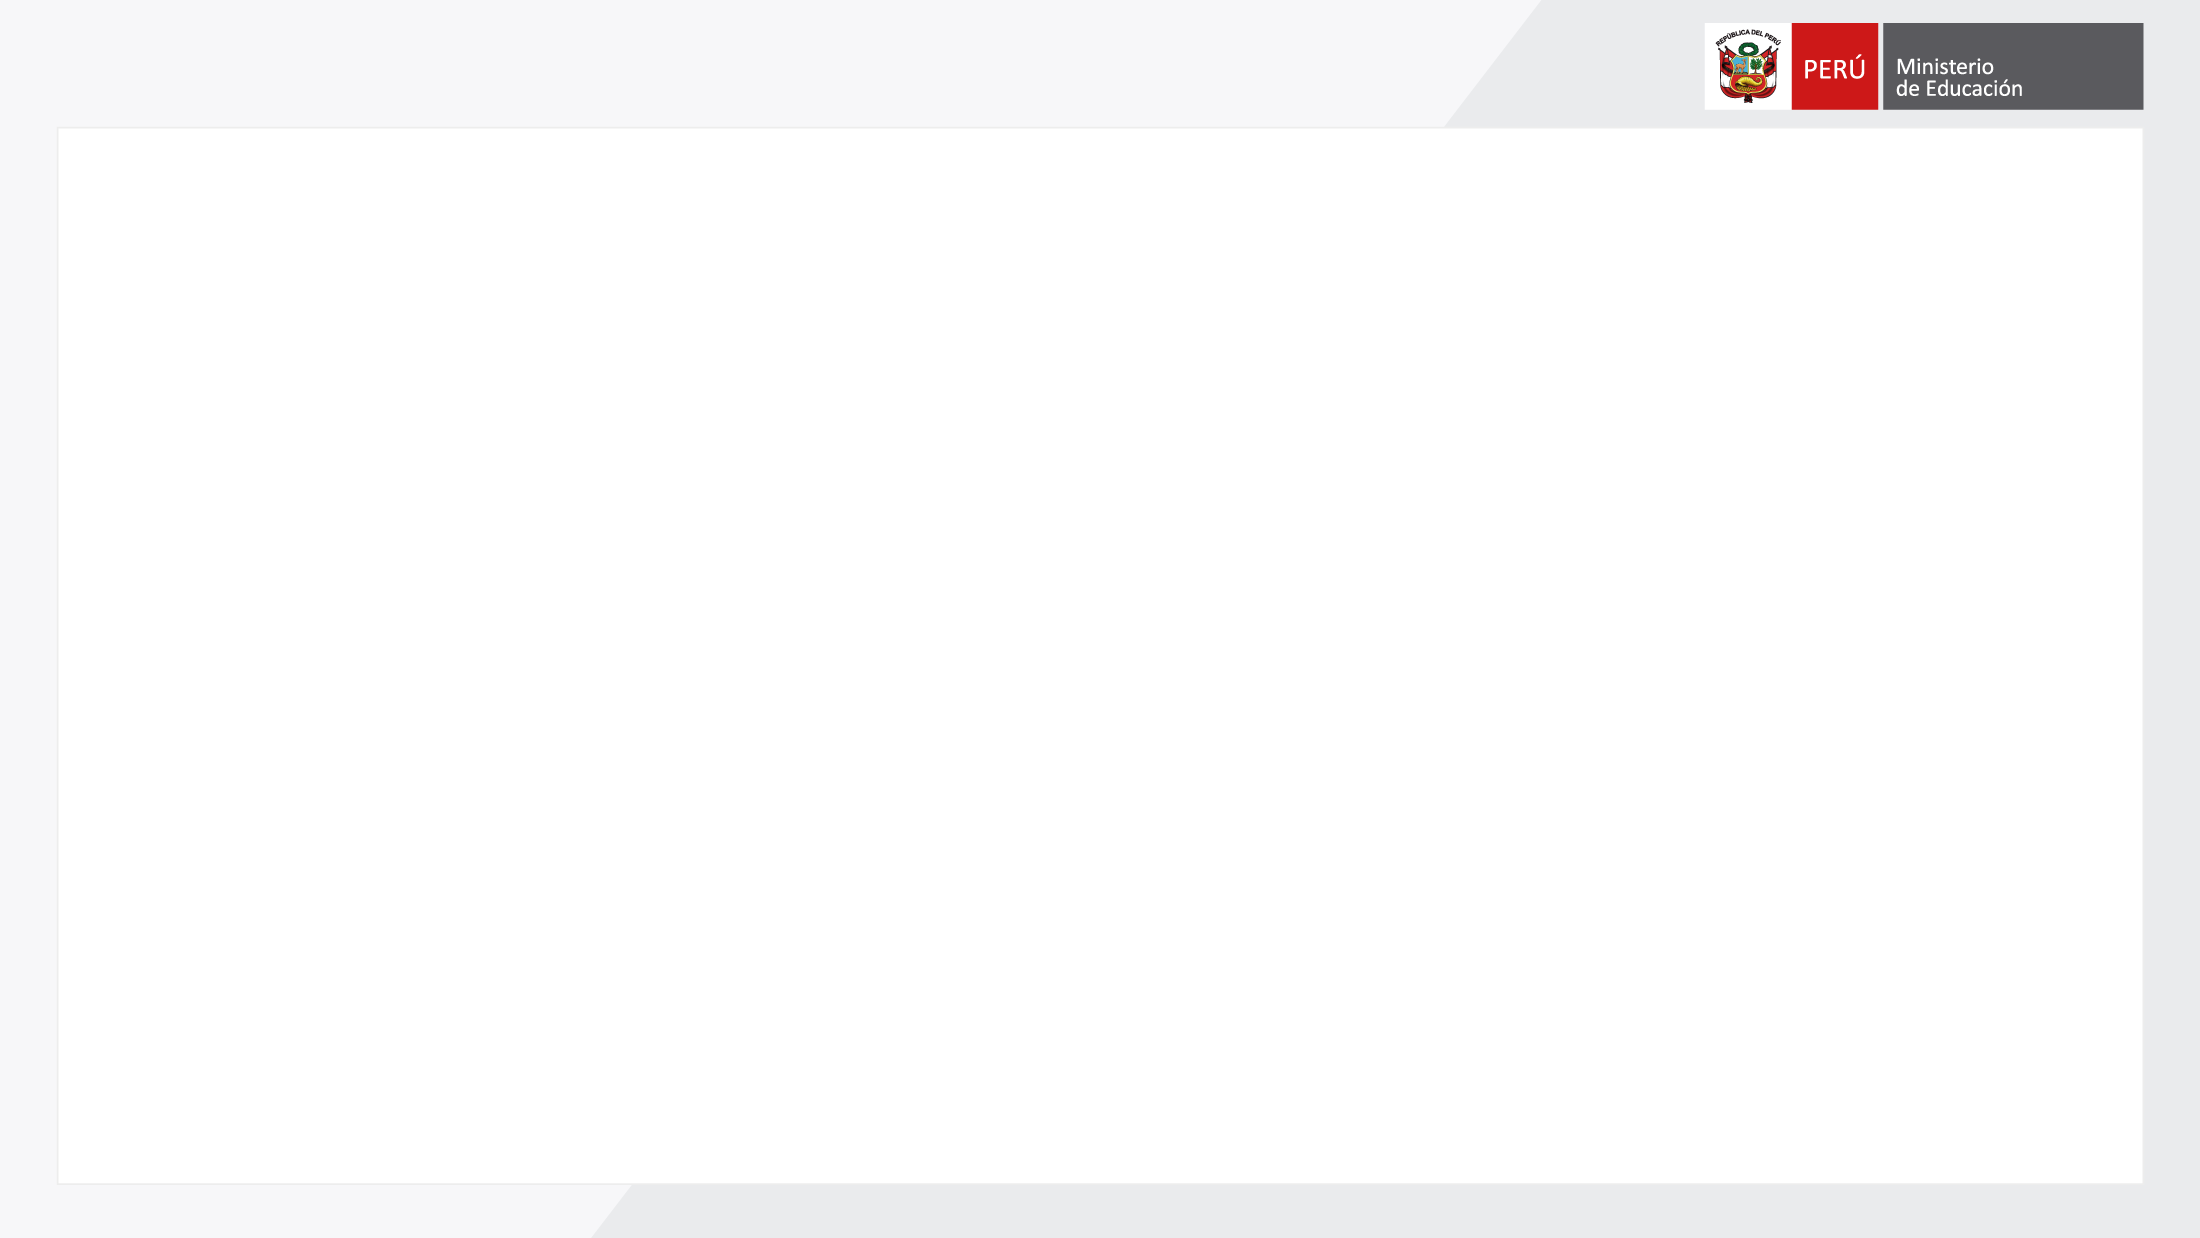 REPÚBLICA DEL PERÚ
PERÚ
Ministerio
de Educación